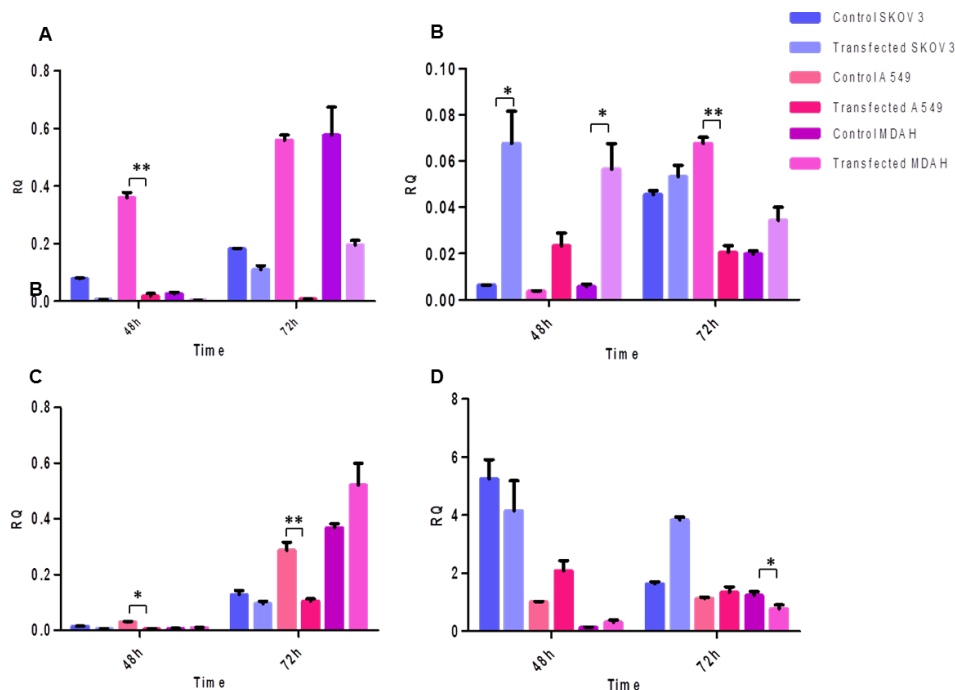 A
0.8
0.6
RQ
0.4
0.2
B
0.0
**
48h
72h
Time
B
0.10
0.08
0.06
RQ
0.04
0.02
0.00
*
*
**
48h
72h
Time
Control SKOV 3
Transfected SKOV3
Control A 549
Transfected A 549
Control MDAH
Transfected MDAH
C
0.8
0.6
RQ
0.4
0.2
0.0
*
**
48h
72h
Time
D
8
6
RQ
4
2
0
*
48h
72h
Time